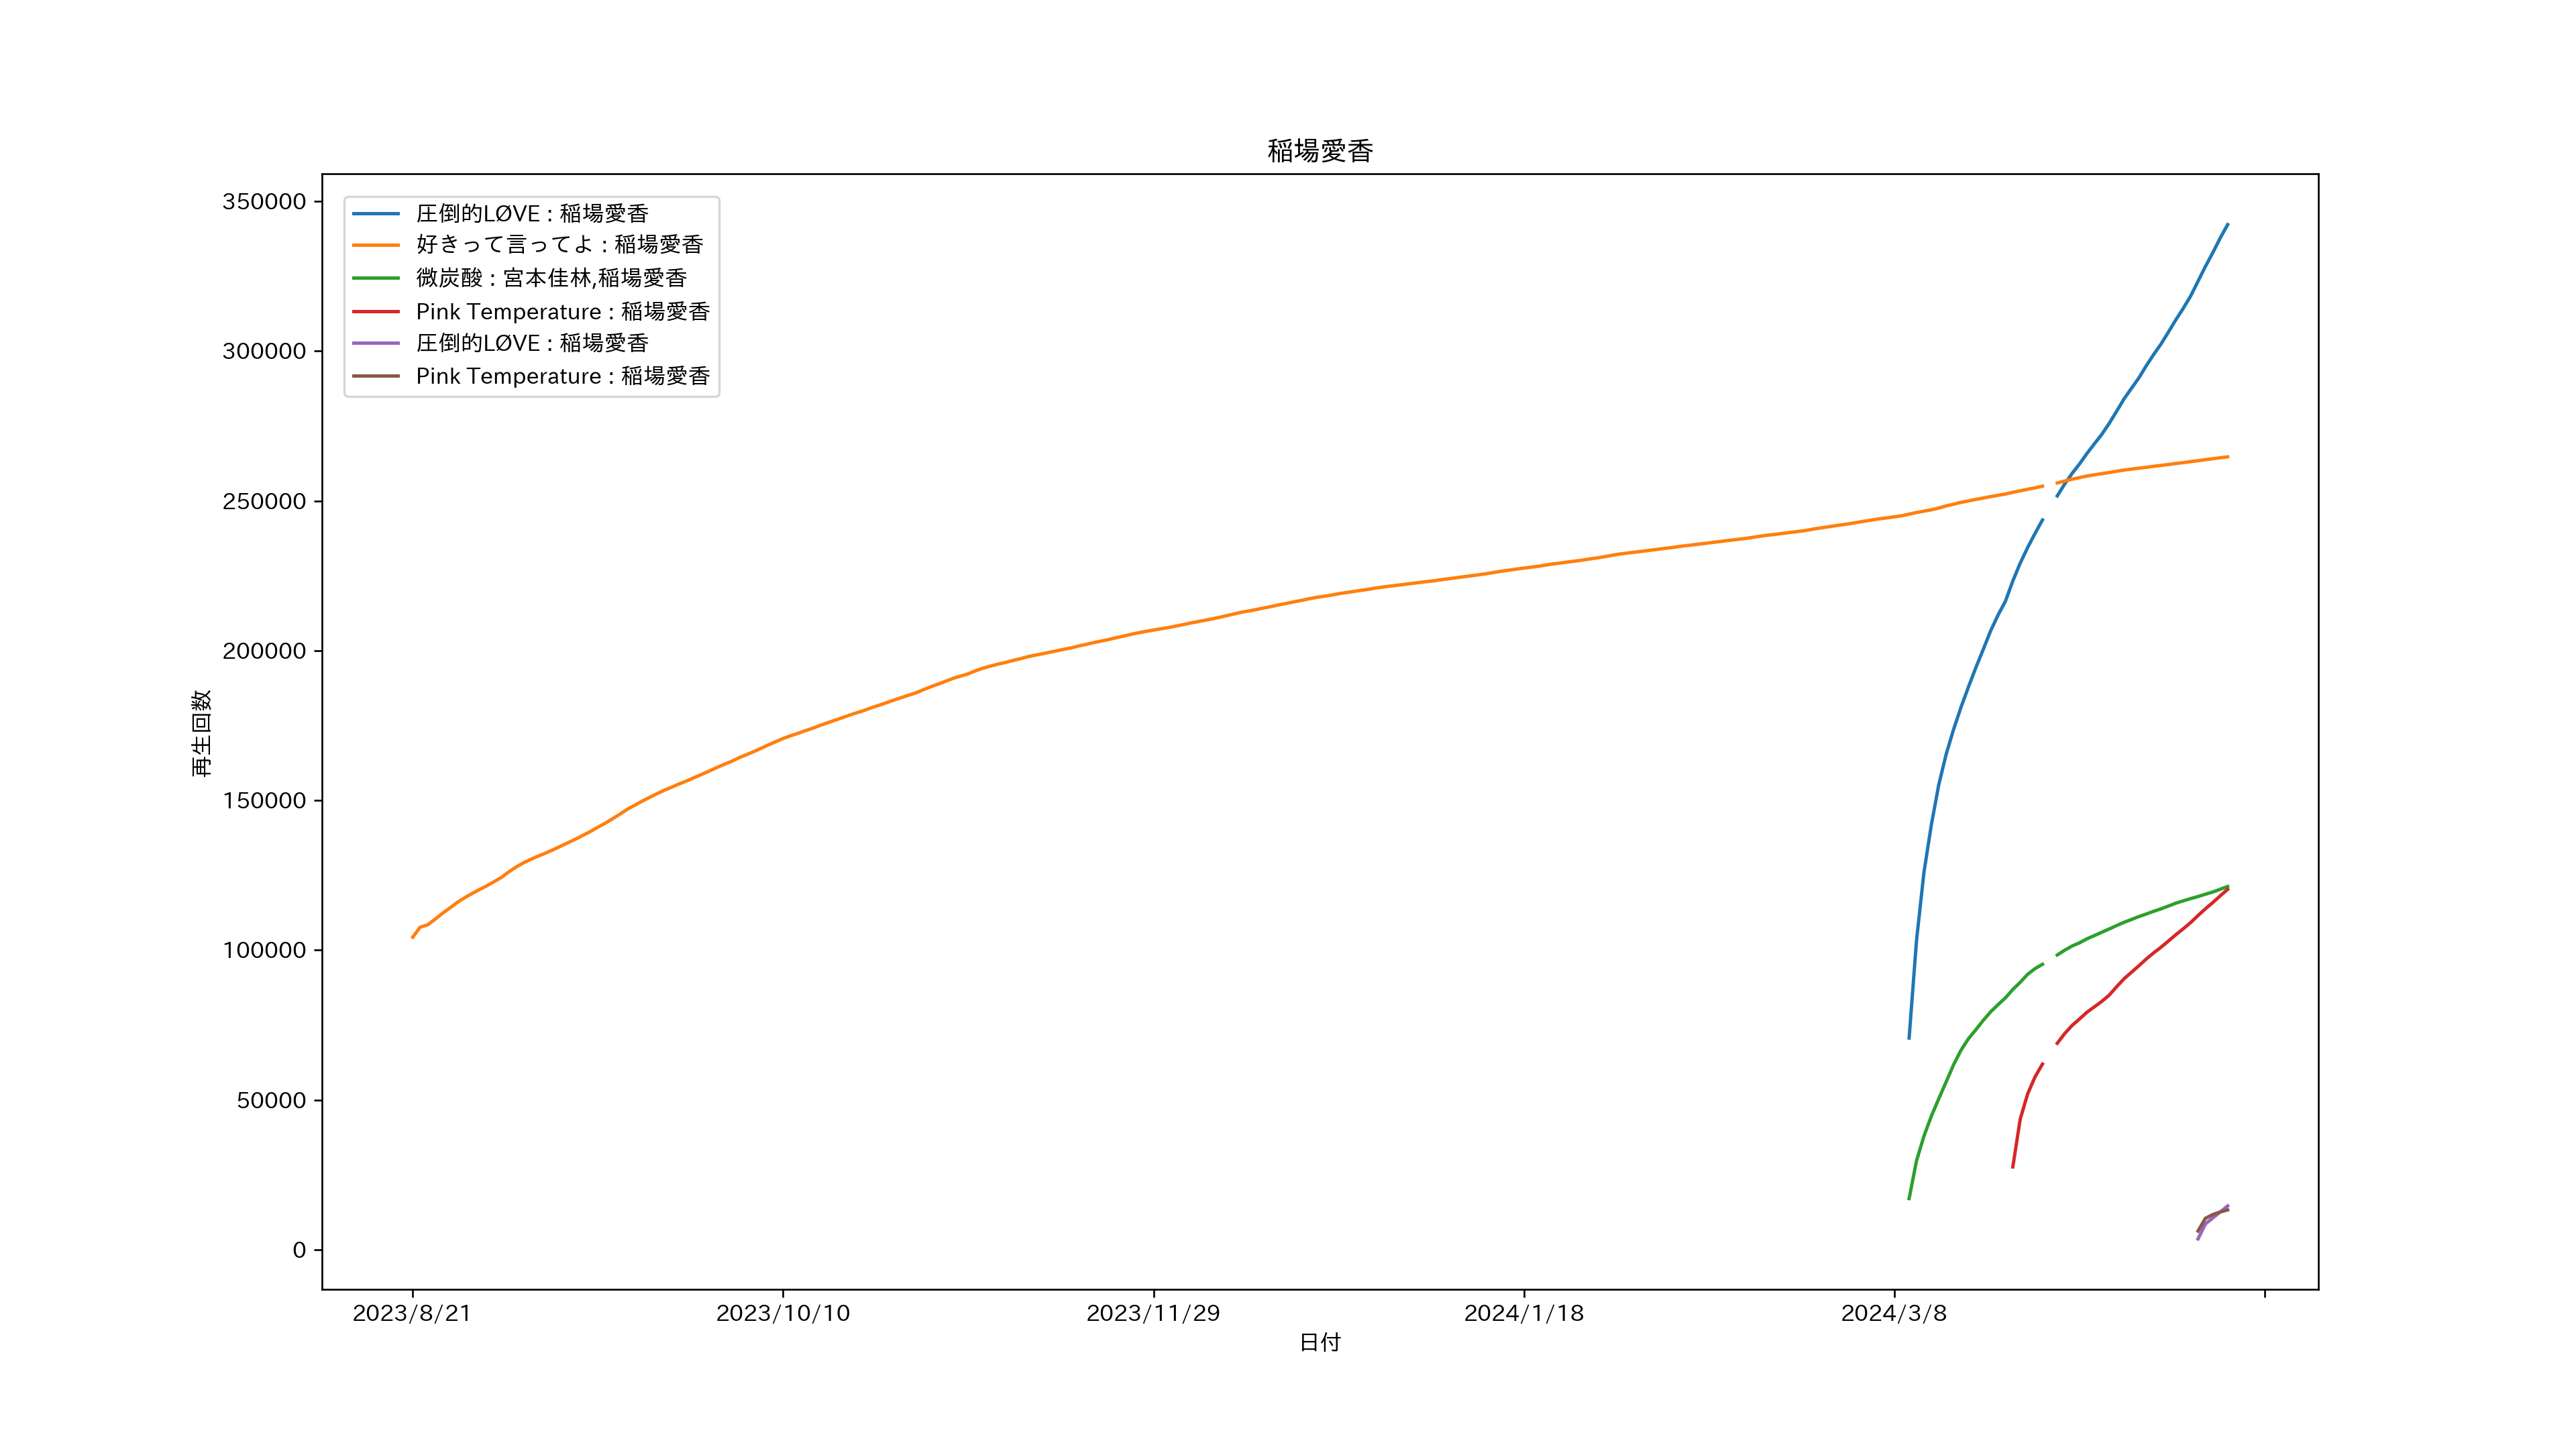 稲場愛香
350000
300000
250000
200000
150000
100000
50000
0
再生回数
圧倒的LØVE : 稲場愛香
好きって言ってよ : 稲場愛香
微炭酸 : 宮本佳林,稲場愛香
Pink Temperature : 稲場愛香
圧倒的LØVE : 稲場愛香
Pink Temperature : 稲場愛香
2023/8/21 2023/10/10 2023/11/29 2024/1/18 2024/3/8
日付